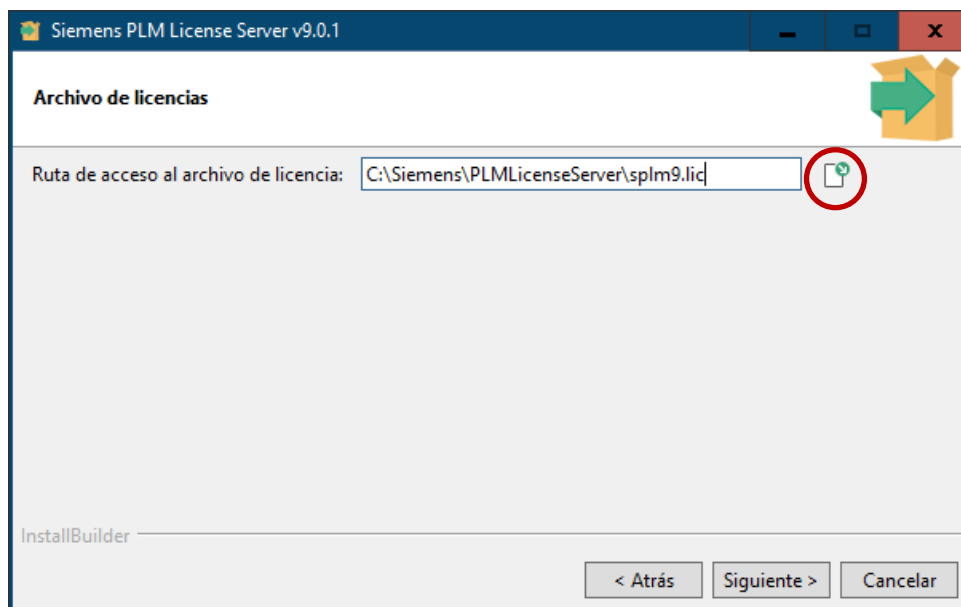 Siemens PLM License Server v9.0.1
Archivo de licencias
Ruta de acceso al archivo de licencia: C:\Siemens\PLMLicenseServer\splm9.lic
InstallBuilder
< Atrás Siguiente > Cancelar